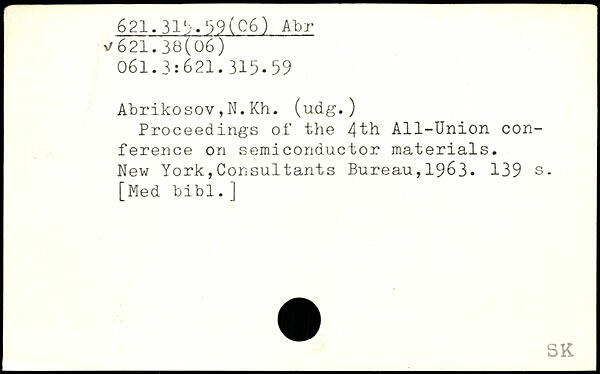 621.315.59(06) Abr
√621.38(06)
061.3:621.315.59
Abrikosov,N.Kh. (udg.)
Proceedings of the 4th All-Union con-
ference on semiconductor materials.
New York,Consultants Bureau,1963. 139 s.
[Med bibl.]
SK